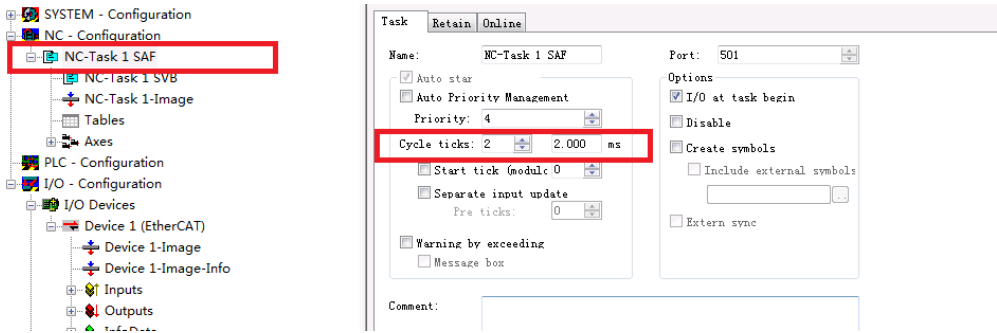 SYSTEM - Configuration
NC - Configuration
NC-Task 1 SAF
NC-Task 1 SVB
NC-Task 1-Image
Tables
Axes
PLC - Configuration
I/O - Configuration
I/O Devices
Device 1 (EtherCAT)
Device 1-Image
Device 1-Image-Info
Inputs
Outputs
InfoData
Task Retain Online
Name: NC-Task 1 SAF
Port: 501
Auto star
Auto Priority Management
Priority: 4
Cycle ticks: 2 2.000 ms
Start tick (modulc 0
Separate input update
Pre ticks: 0
Warning by exceeding
Message box
Options
I/O at task begin
Disable
Create symbols
Include external symbols
...
Extern sync
Comment: